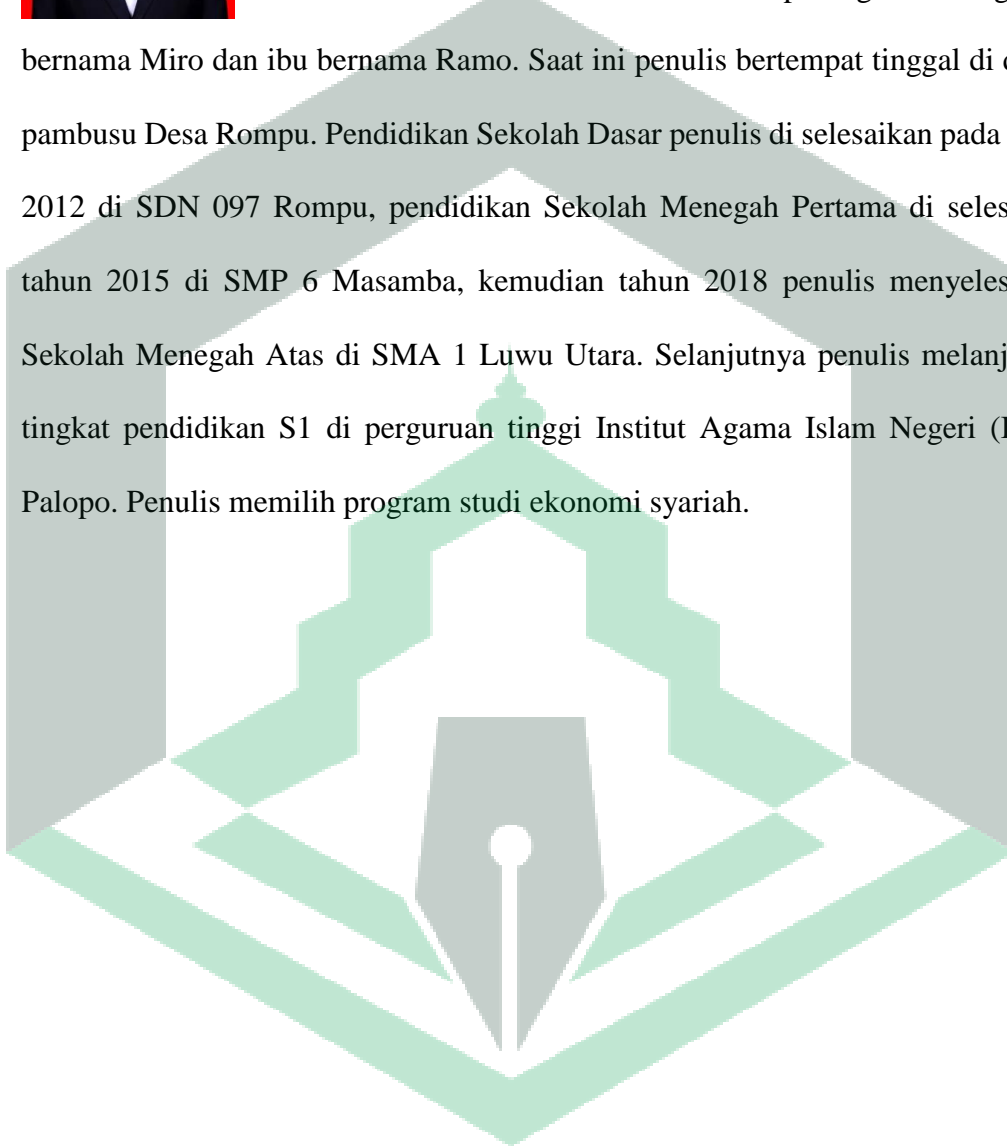 bernama Miro dan ibu bernama Ramo. Saat ini penulis bertempat tinggal di
pambusu Desa Rompu. Pendidikan Sekolah Dasar penulis di selesaikan pada
2012 di SDN 097 Rompu, pendidikan Sekolah Menegah Pertama di
tahun 2015 di SMP 6 Masamba, kemudian tahun 2018 penulis
Sekolah Menegah Atas di SMA 1 Luwu Utara. Selanjutnya penulis
tingkat pendidikan S1 di perguruan tinggi Institut Agama Islam Negeri
Palopo. Penulis memilih program studi ekonomi syariah.